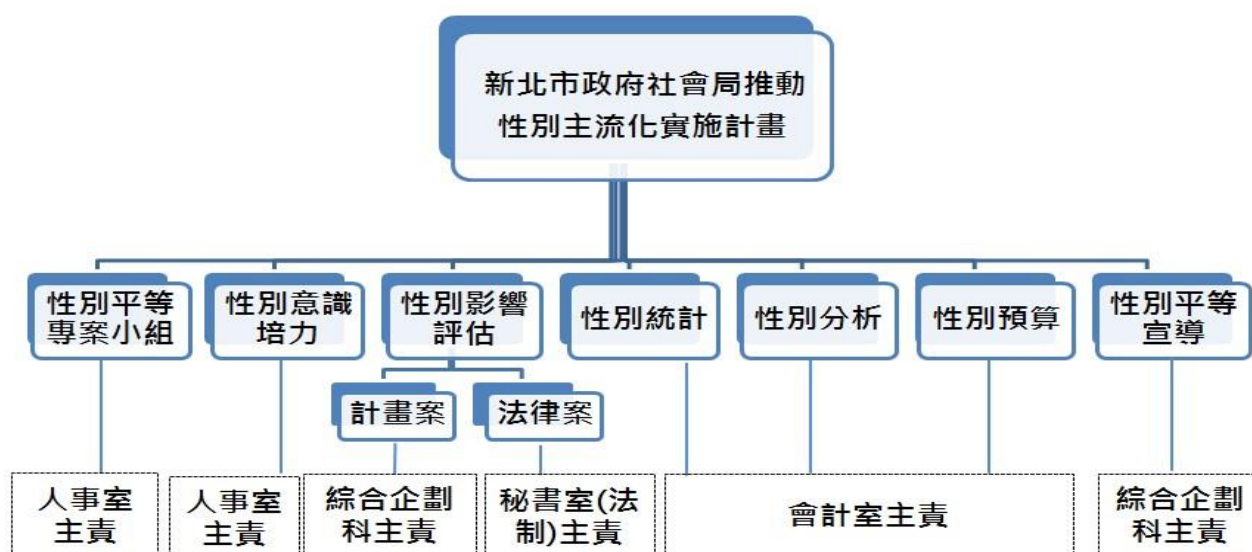 新北市政府社會局推動
性別主流化實施計畫
性別平等
專案小組
性別意識
培力
性別影響
評估
性別統計
性別分析
性別預算
性別平等
宣導
計畫案
法律案
人事室
主責
人事室
主責
綜合企劃
科主責
秘書室(法
制)主責
會計室主責
綜合企劃
科主責